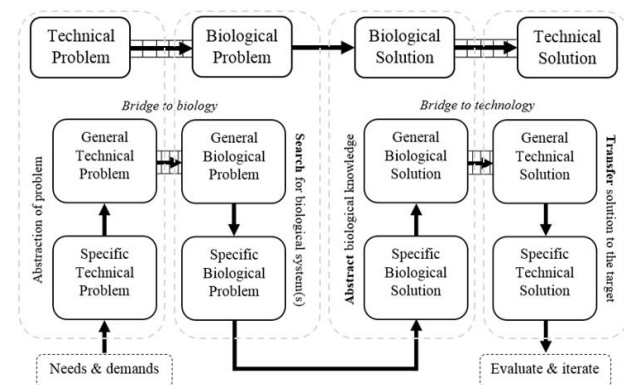 Technical
Problem
Biological
Problem
Biological
Solution
Technical
Solution
Bridge to biology
Bridge to technology
Abstraction of problem
General
Technical
Problem
General
Biological
Problem
Search for biological system(s)
Abstract biological knowledge
General
Biological
Solution
General
Technical
Solution
Transfer
solution to the target
Specific
Technical
Problem
Specific
Biological
Problem
Specific
Biological
Solution
Specific
Technical
Solution
Needs & demands
Evaluate & iterate